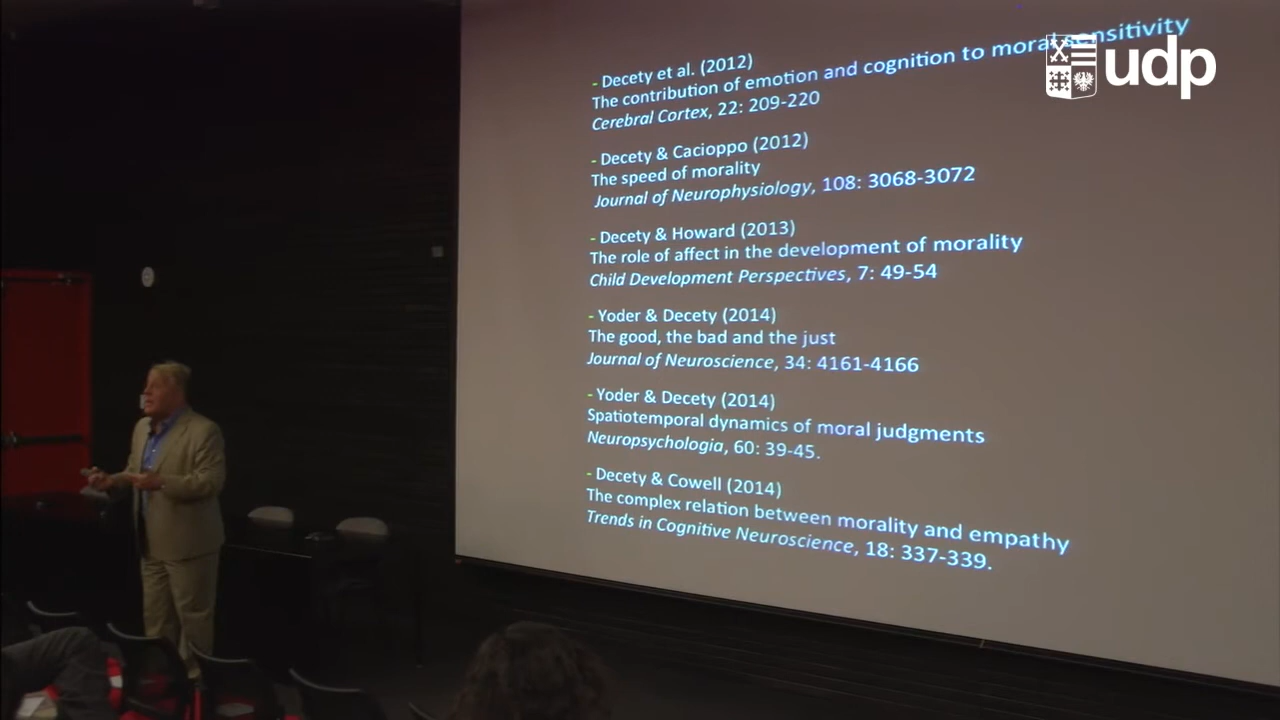 udp
- Decety et al. (2012)
The contribution of emotion and cognition to moral sensitivity
Cerebral Cortex, 22: 209-220
- Decety & Cacioppo (2012)
The speed of morality
Journal of Neurophysiology, 108: 3068-3072
- Decety & Howard (2013)
The role of affect in the development of morality
Child Development Perspectives, 7: 49-54
- Yoder & Decety (2014)
The good, the bad and the just
Journal of Neuroscience, 34: 4161-4166
- Yoder & Decety (2014)
Spatiotemporal dynamics of moral judgments
Neuropsychologia, 60: 39-45.
- Decety & Cowell (2014)
The complex relation between morality and empathy
Trends in Cognitive Neuroscience, 18: 337-339.